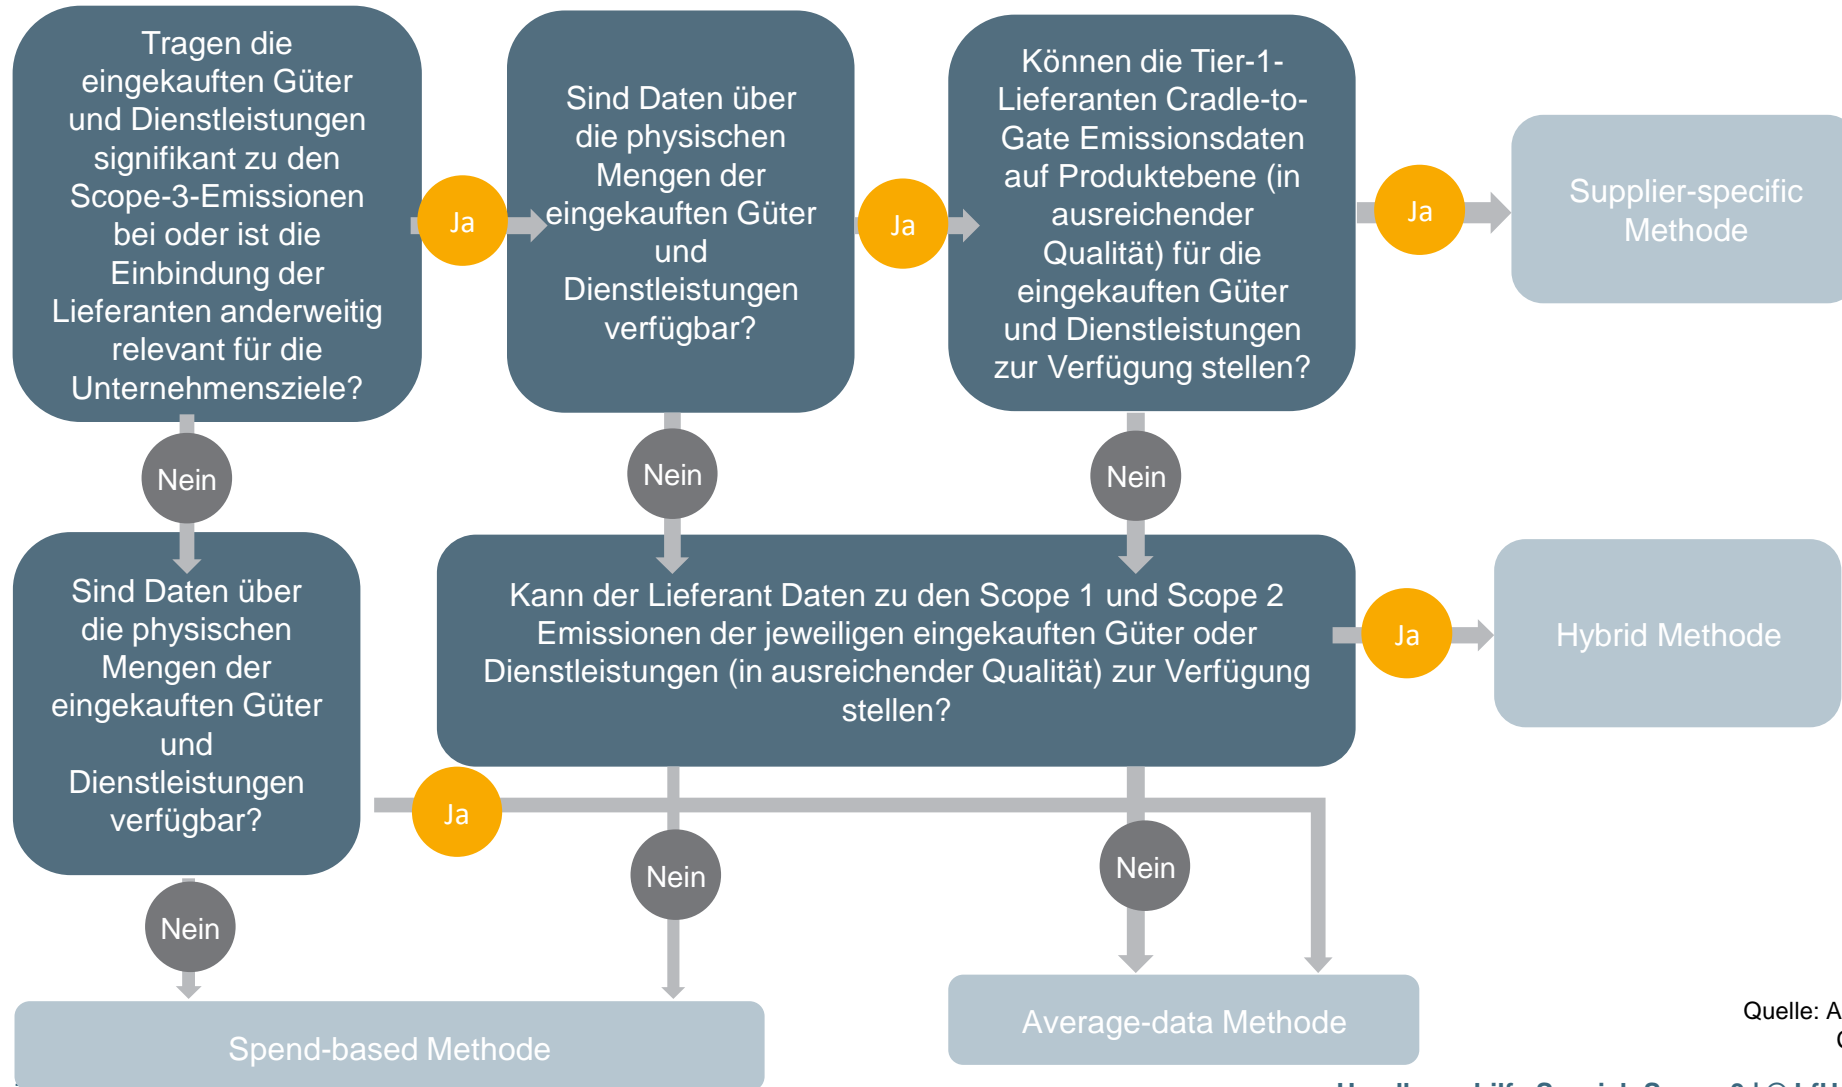 Tragen die
eingekauften Güter
und Dienstleistungen
signifikant zu den
Scope-3-Emissionen
bei oder ist die
Einbindung der
Lieferanten anderweitig
relevant für die
Unternehmensziele?
Ja
Sind Daten über
die physischen
Mengen der
eingekauften Güter
und
Dienstleistungen
verfügbar?
Ja
Können die Tier-1-
Lieferanten Cradle-to-
Gate Emissionsdaten
auf Produktebene (in
ausreichender
Qualität) für die
eingekauften Güter
und Dienstleistungen
zur Verfügung stellen?
Ja
Supplier-specific
Methode
Nein
Nein
Nein
Sind Daten über
die physischen
Mengen der
eingekauften Güter
und
Dienstleistungen
verfügbar?
Kann der Lieferant Daten zu den Scope 1 und Scope 2
Emissionen der jeweiligen eingekauften Güter oder
Dienstleistungen (in ausreichender Qualität) zur Verfügung
stellen?
Ja
Hybrid Methode
Ja
Nein
Nein
Nein
Spend-based Methode
Average-data Methode
Quelle: A